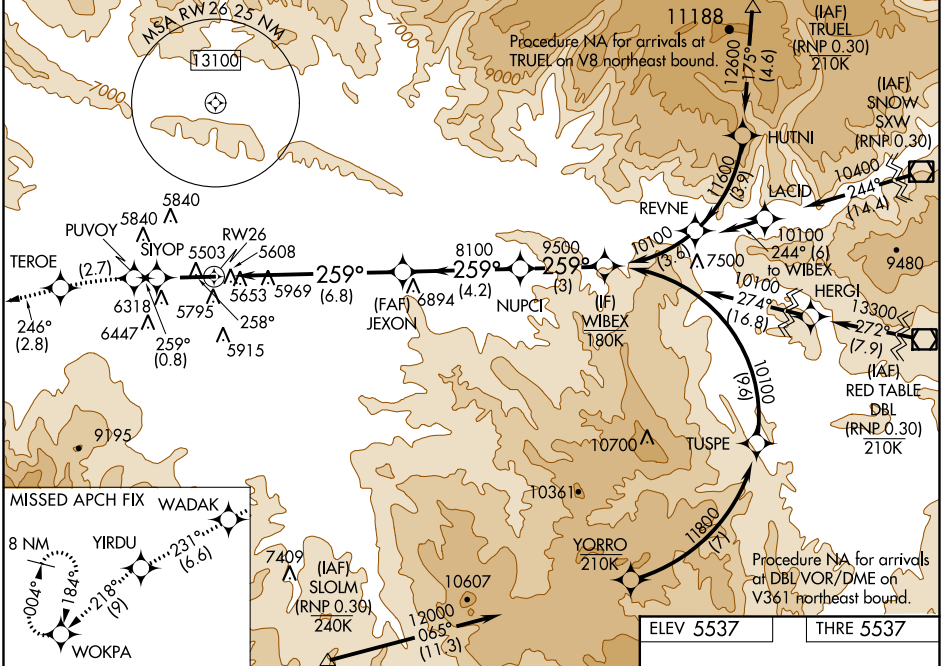 MSA RW26 25 NM
13100
7000
9000
11188
Procedure NA for arrivals at
TRUEL on V8 northeast bound.
12600
175°
(4.6)
(IAF)
TRUEL
(RNP 0.30)
210K
(IAF)
SNOW
SXW
(RNP 0.30)
HUTNI
11600
(3.9)
10400
244°
(14.4)
LACID
REVNE
10100
244° (6)
to WIBEX
10100
(3.6)
7500
9480
5840
5840
PUVOY
SIYOP
5503
RW26
5608
TEROE
(2.7)
259°
(6.8)
8100
259°
(4.2)
9500
259°
(3)
5653
5969
6894
(FAF)
JEXON
NUPCI
(IF)
WIBEX
180K
10100
274°
(16.8)
HERGI
13300
272°
(7.9)
246°
(2.8)
6318
6447
259°
(0.8)
5795
258°
5915
(IAF)
RED TABLE
DBL
(RNP 0.30)
210K
10100
(9.6)
9195
10700
TUSPE
10361
11800
(7)
YORRO
210K
MISSED APCH FIX
WADAK
8 NM
YIRDU
231°
(6.6)
004°
184°
218°
(9)
WOKPA
7409
(IAF)
SLOLM
(RNP 0.30)
240K
10607
12000
065°
(11.3)
Procedure NA for arrivals
at DBL VOR/DME on
V361 northeast bound.
ELEV 5537
THRE 5537